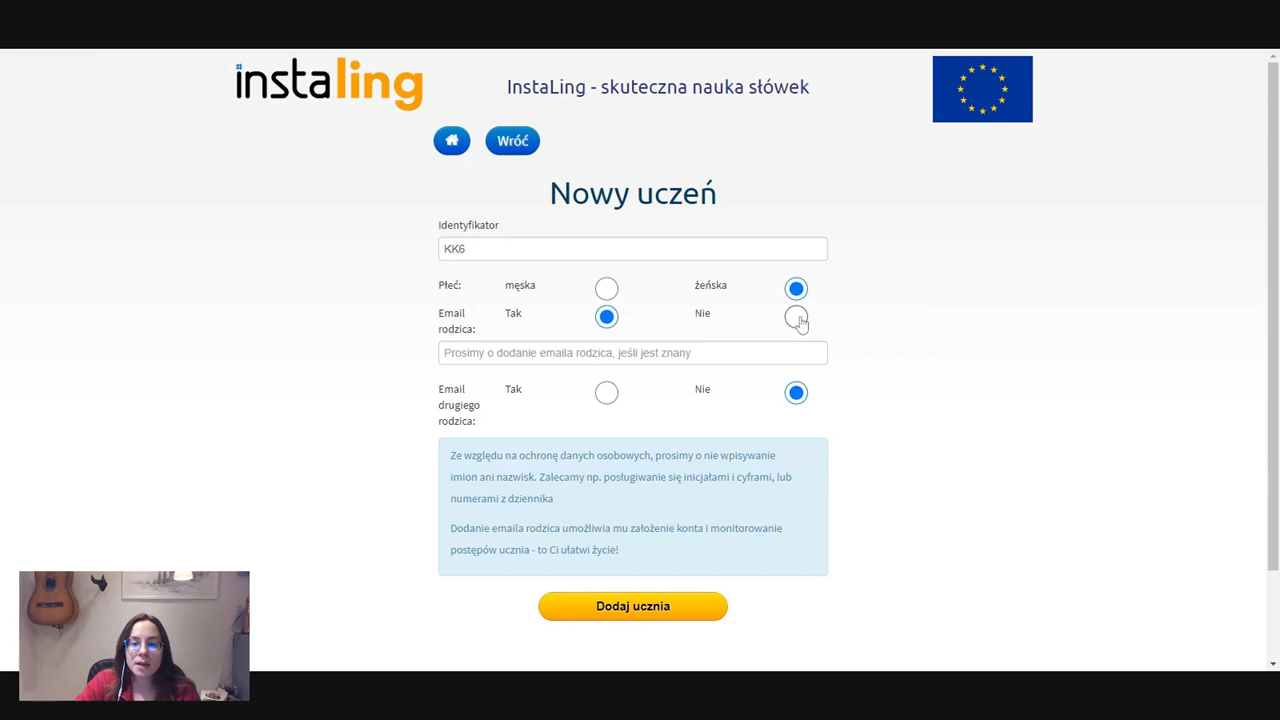 instaling
InstaLing - skuteczna nauka słówek
Wróć
Nowy uczeń
Identyfikator
KK6
Płeć: męska żeńska
Email rodzica: Tak Nie
Prosimy o dodanie emaila rodzica, jeśli jest znany
Email drugiego rodzica: Tak Nie
Ze względu na ochronę danych osobowych, prosimy o nie wpisywanie
imion ani nazwisk. Zalecamy np. posługiwanie się inicjałami i cyframi, lub
numerami z dziennika
Dodanie emaila rodzica umożliwia mu założenie konta i monitorowanie
postępów ucznia - to Ci ułatwi życie!
Dodaj ucznia